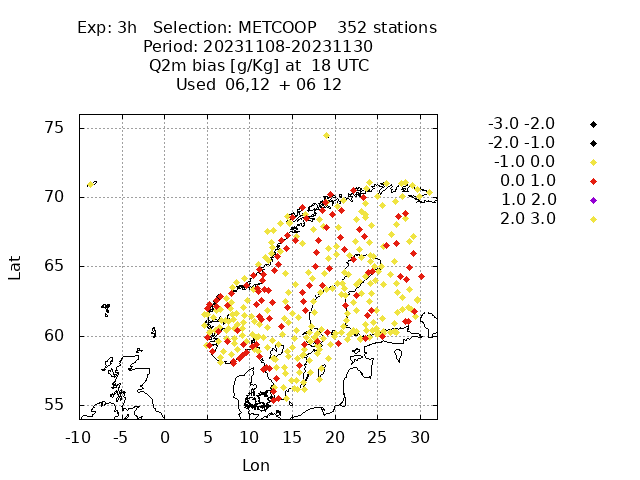 Exp: 3h   Selection: METCOOP    352 stations
Period: 20231108-20231130
Q2m bias [g/Kg] at  18 UTC
Used  06,12  + 06 12
-3.0 -2.0
-2.0 -1.0
-1.0 0.0
0.0 1.0
1.0 2.0
2.0 3.0
75
70
65
60
55
Lat
-10 -5 0 5 10 15 20 25 30
Lon